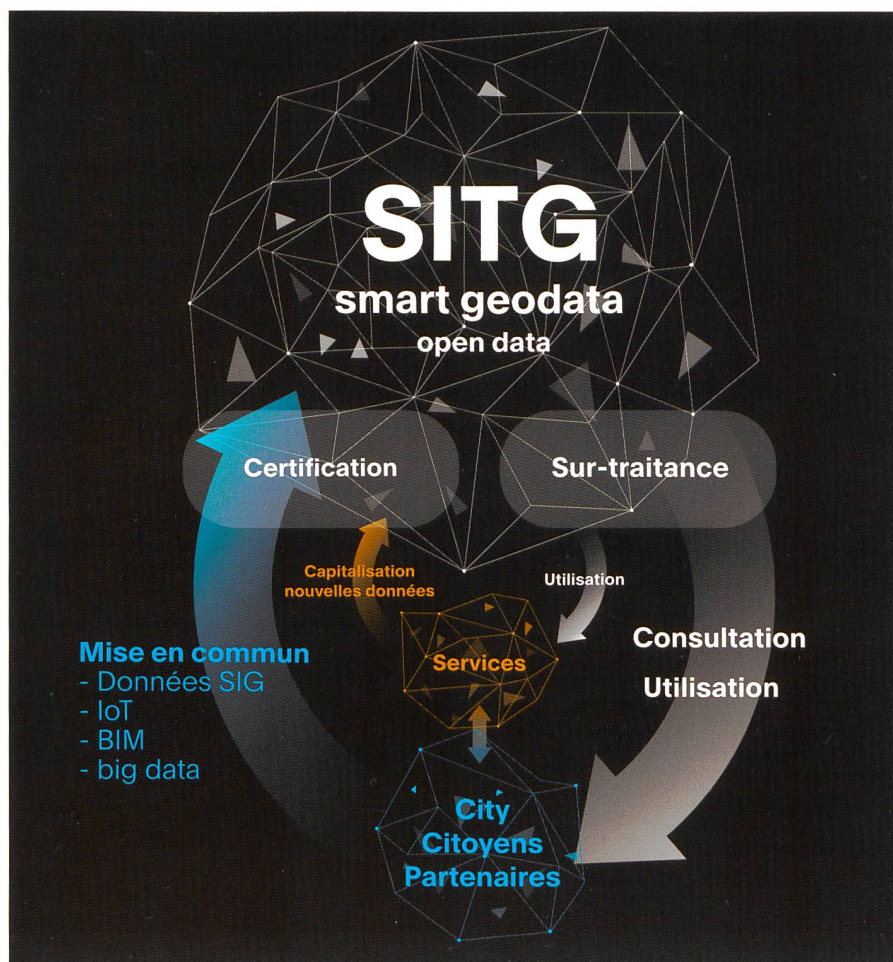 SITG
smart geodata
open data
Certification
Sur-traitance
Capitalisation
nouvelles données
Utilisation
Services
Mise en commun
- Données SIG
- IoT
- BIM
- big data
Consultation
Utilisation
City
Citoyens
Partenaires